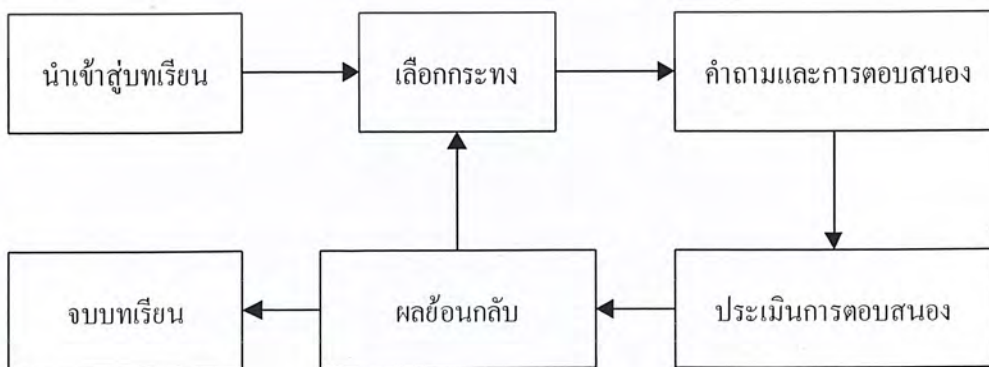 นำเข้าสู่บทเรียน
เลือกกระทง
คำถามและการตอบสนอง
จบบทเรียน
ผลย้อนกลับ
ประเมินการตอบสนอง